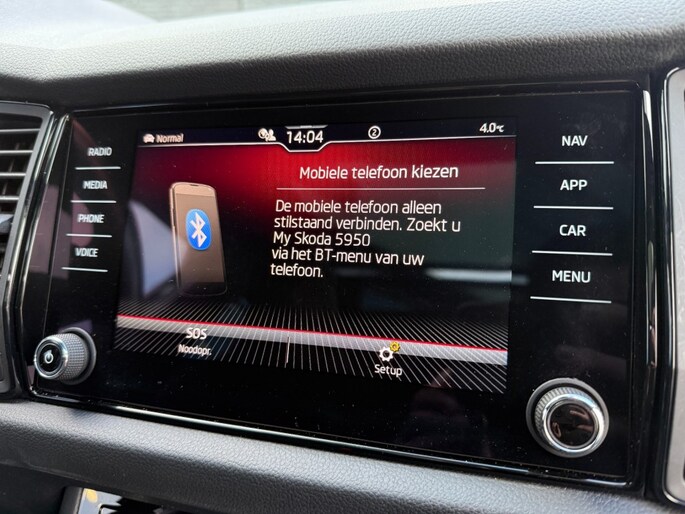 Normal
14:04
2
4.0℃
RADIO
MEDIA
PHONE
VOICE
Mobiele telefoon kiezen
De mobiele telefoon alleen
stilstaand verbinden. Zoekt u
My Skoda 5950
via het BT-menu van uw
telefoon.
SOS
Noodopr.
Setup
NAV
APP
CAR
MENU